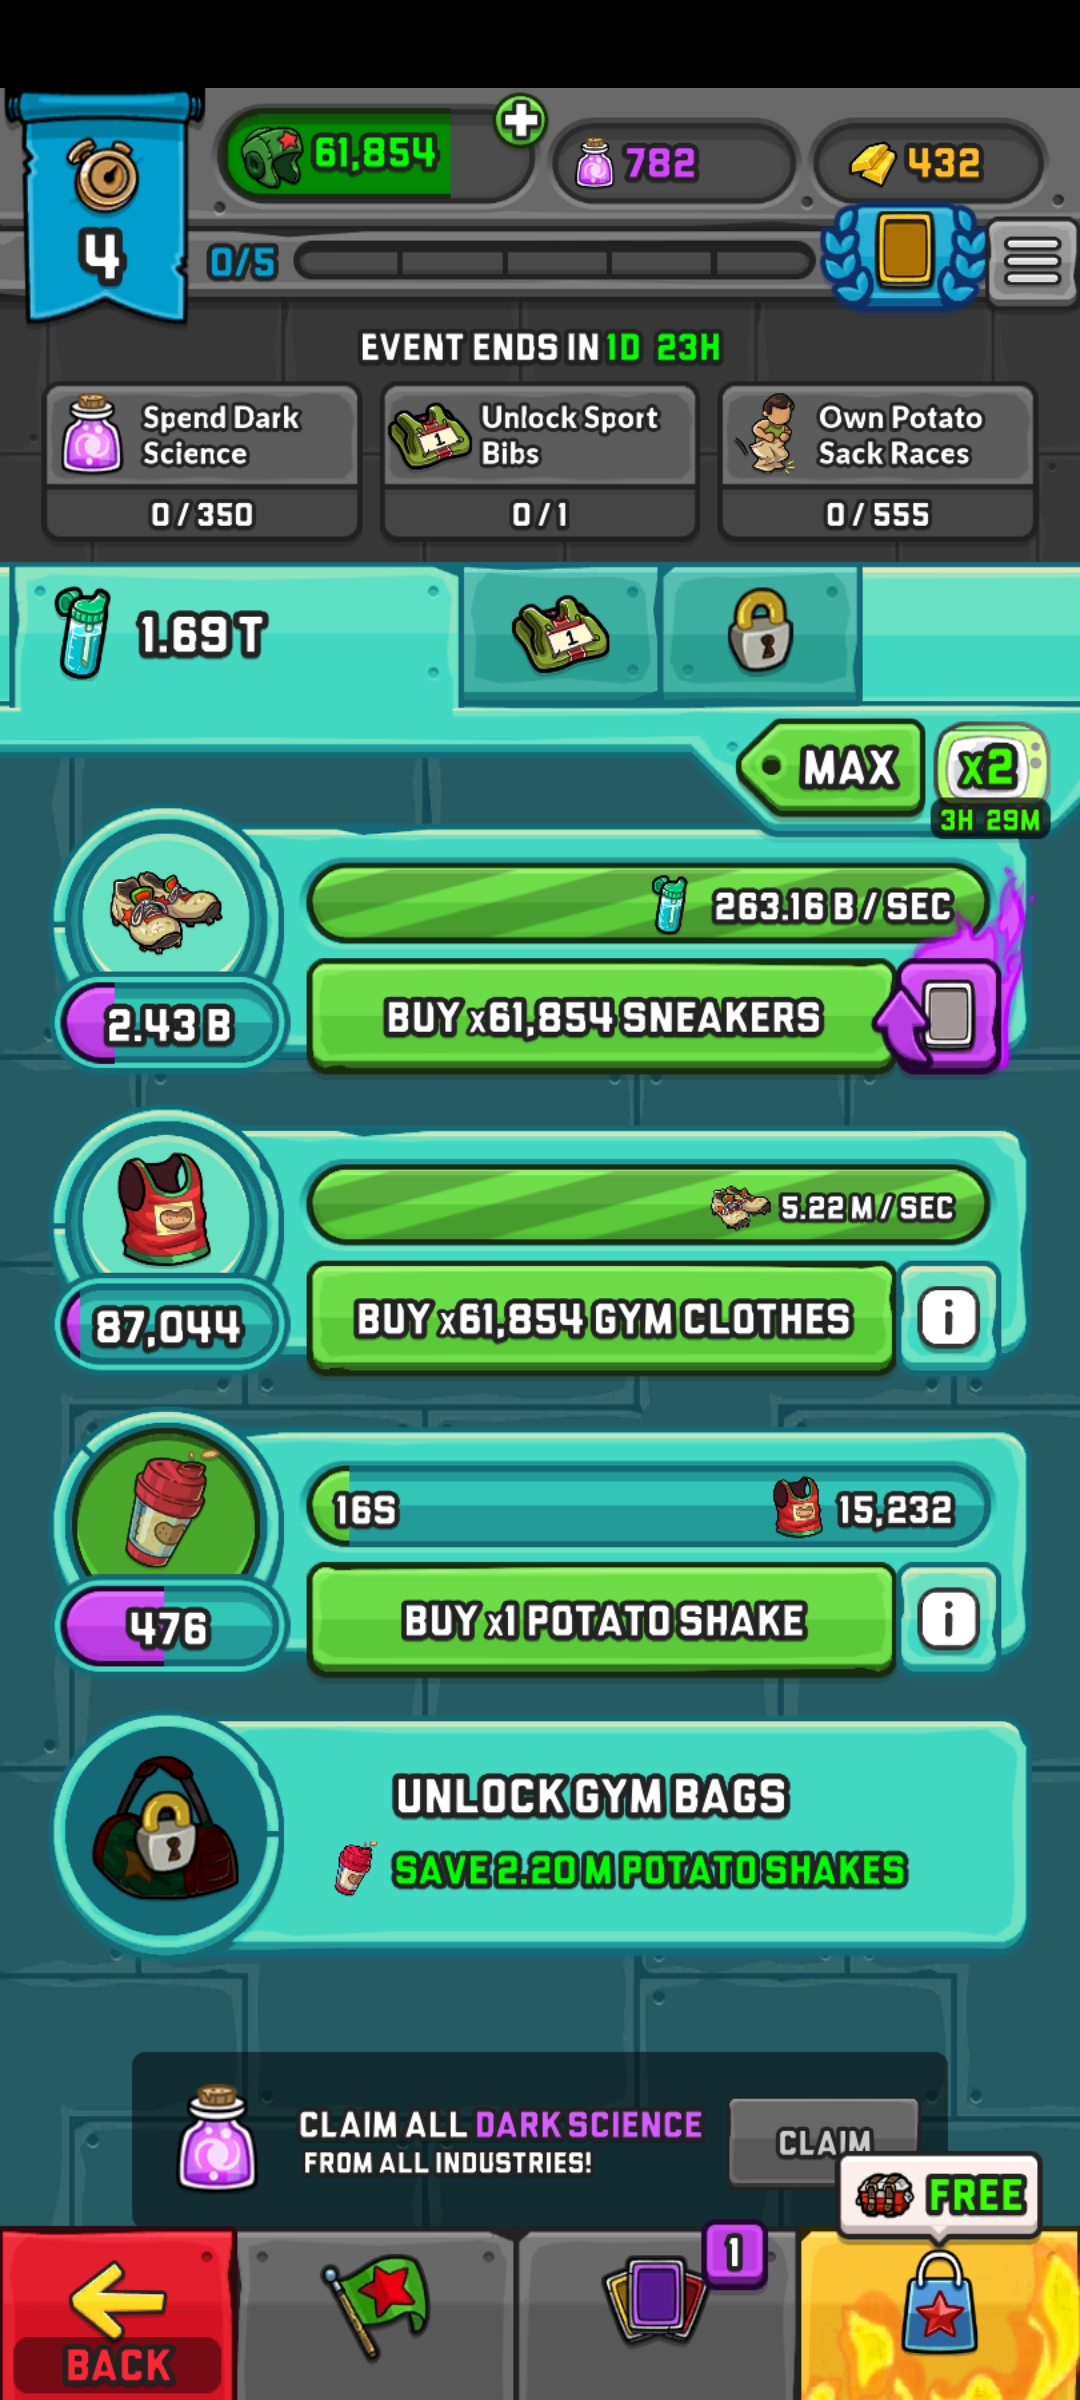 61,854
782
432
4
0/5
EVENT ENDS IN 1D 23H
Spend Dark
Science
0 / 350
Unlock Sport
Bibs
0 / 1
Own Potato
Sack Races
0 / 555
1.69 T
1
MAX
x2
3H 29M
263.16 B / SEC
2.43 B
BUY x61,854 SNEAKERS
5.22 M / SEC
87,044
BUY x61,854 GYM CLOTHES
i
16S
15,232
476
BUY x1 POTATO SHAKE
i
UNLOCK GYM BAGS
SAVE 2.20 M POTATO SHAKES
CLAIM ALL DARK SCIENCE
FROM ALL INDUSTRIES!
CLAIM
FREE
1
BACK